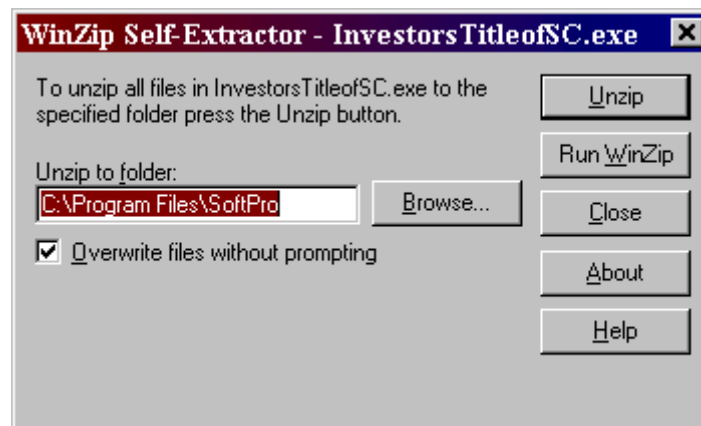 WinZip Self-Extractor - InvestorsTitleofSC.exe
To unzip all files in InvestorsTitleofSC.exe to the
specified folder press the Unzip button.
Unzip to folder:
C:\Program Files\SoftPro
Browse...
Overwrite files without prompting
Unzip
Run WinZip
Close
About
Help